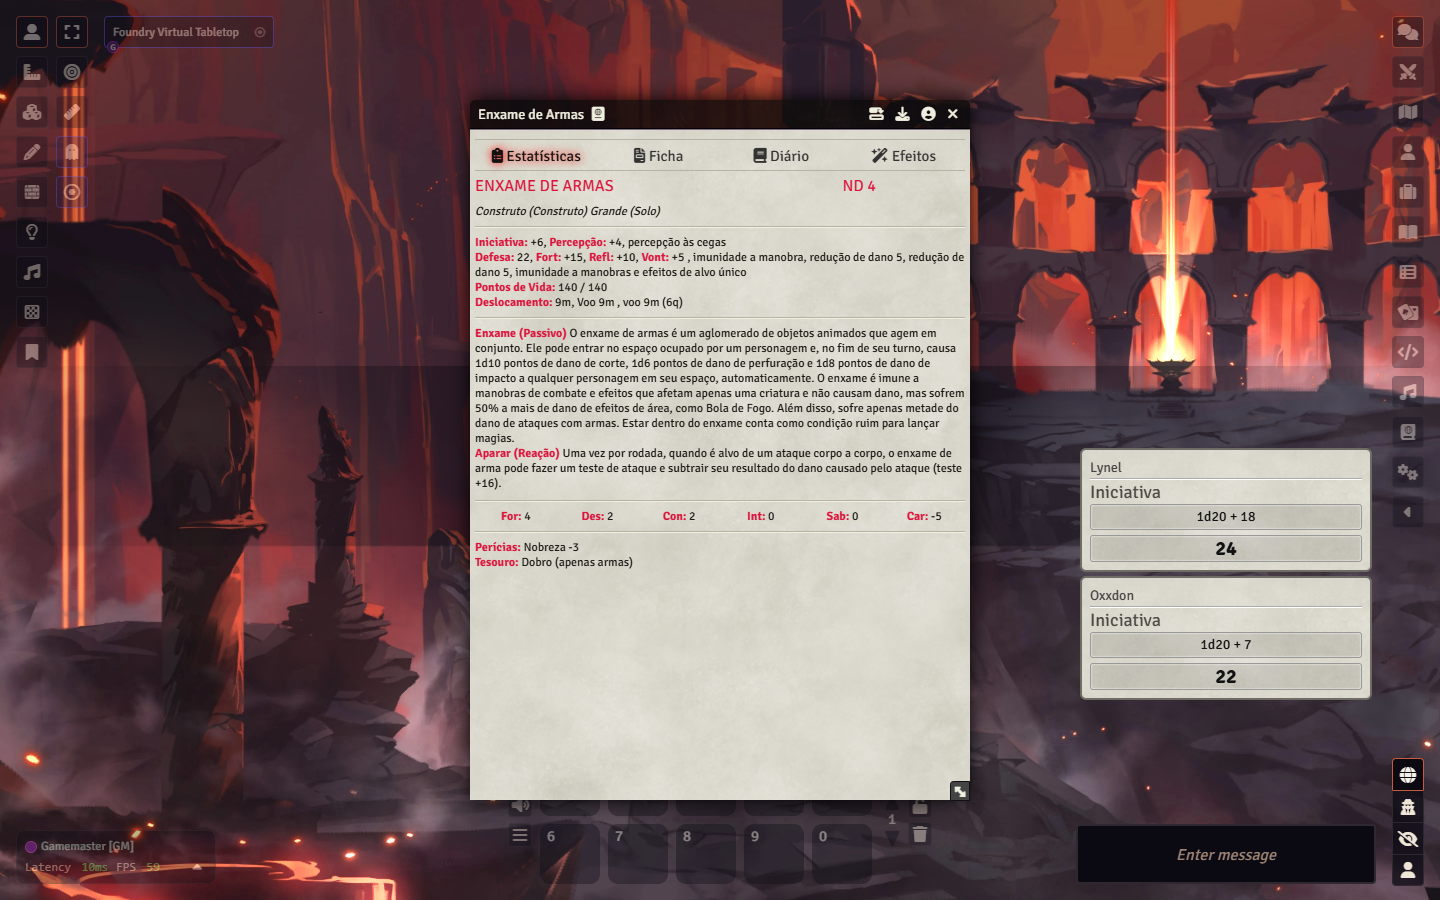 Foundry Virtual Tabletop
G
Enxame de Armas
Estatísticas
Ficha
Diário
Efeitos
ENXAME DE ARMAS
ND 4
Construto (Construto) Grande (Solo)
Iniciativa: +6, Percepção: +4, percepção às cegas
Defesa: 22, Fort: +15, Refl: +10, Vont: +5 , imunidade a manobra, redução de dano 5, redução de
dano 5, imunidade a manobras e efeitos de alvo único
Pontos de Vida: 140 / 140
Deslocamento: 9m, Voo 9m , voo 9m (6q)
Enxame (Passivo) O enxame de armas é um aglomerado de objetos animados que agem em
conjunto. Ele pode entrar no espaço ocupado por um personagem e, no fim de seu turno, causa
1d10 pontos de dano de corte, 1d6 pontos de dano de perfuração e 1d8 pontos de dano de
impacto a qualquer personagem em seu espaço, automaticamente. O enxame é imune a
manobras de combate e efeitos que afetam apenas uma criatura e não causam dano, mas sofrem
50% a mais de dano de efeitos de área, como Bola de Fogo. Além disso, sofre apenas metade do
dano de ataques com armas. Estar dentro do enxame conta como condição ruim para lançar
magias.
Aparar (Reação) Uma vez por rodada, quando é alvo de um ataque corpo a corpo, o enxame de
arma pode fazer um teste de ataque e subtrair seu resultado do dano causado pelo ataque (teste
+16).
For: 4
Des: 2
Con: 2
Int: 0
Sab: 0
Car: -5
Perícias: Nobreza -3
Tesouro: Dobro (apenas armas)
Lynel
Iniciativa
1d20 + 18
24
Oxxdon
Iniciativa
1d20 + 7
22
6
7
8
9
0
1
Gamemaster [GM]
Latency 10ms FPS 59
Enter message